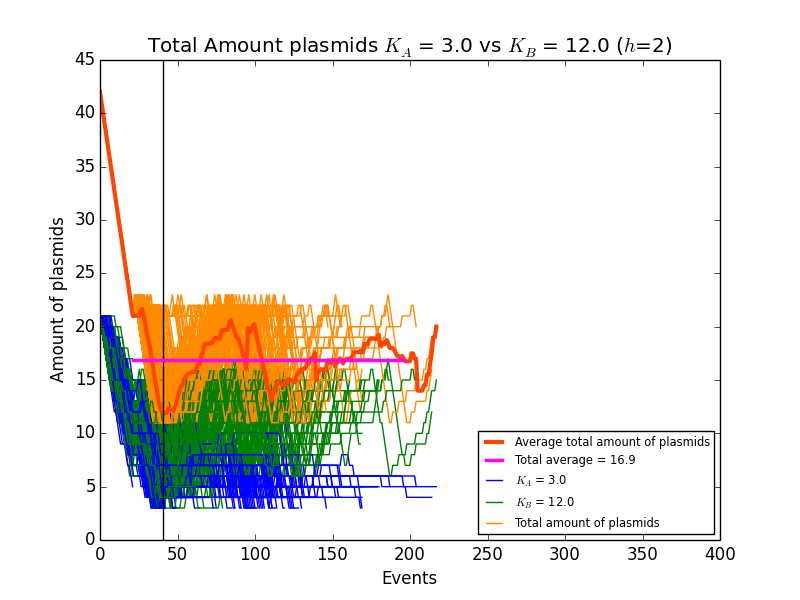 Total Amount plasmids K_A = 3.0 vs K_B = 12.0 (h=2)
45
40
35
30
25
20
15
10
5
0
Amount of plasmids
Average total amount of plasmids
Total average = 16.9
K_A = 3.0
K_B = 12.0
Total amount of plasmids
0 50 100 150 200 250 300 350 400
Events